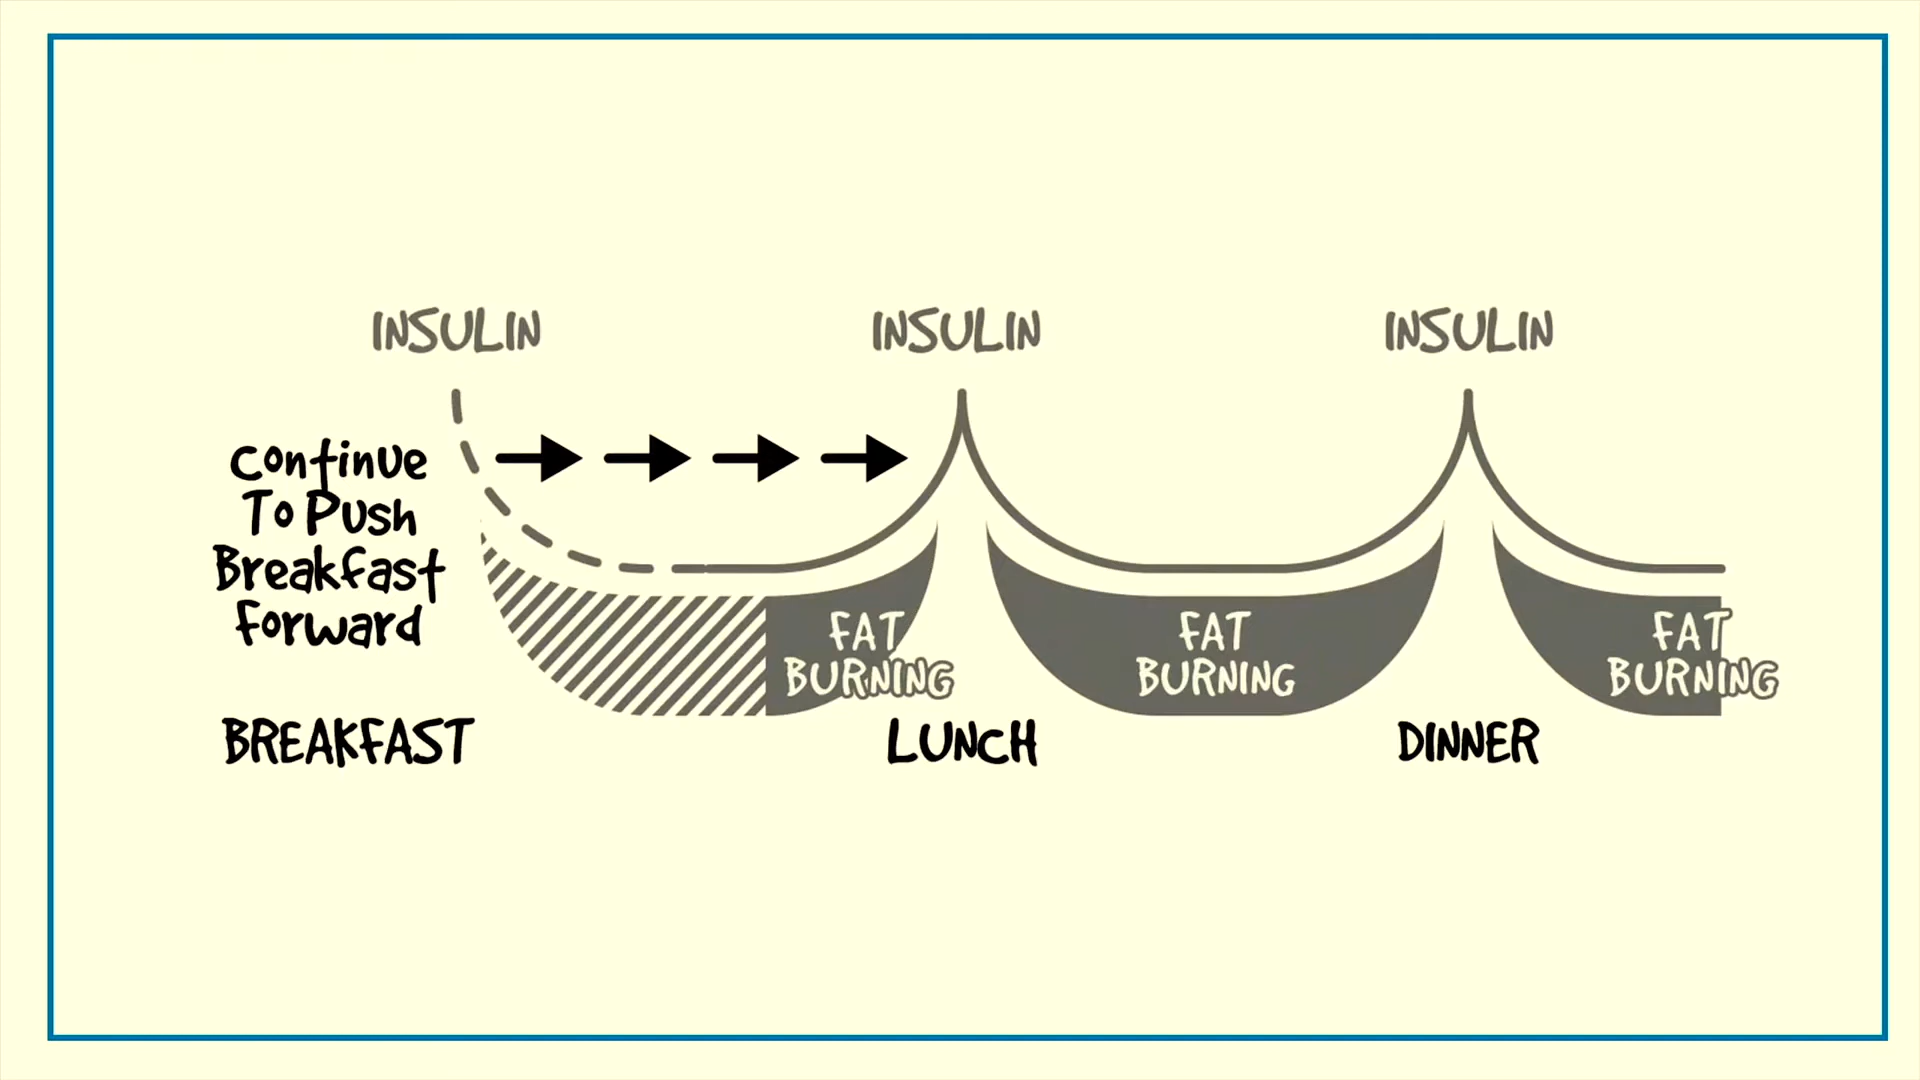 INSULIN
INSULIN
INSULIN
Continue
To Push
Breakfast
Forward
FAT
BURNING
FAT
BURNING
FAT
BURNING
BREAKFAST
LUNCH
DINNER